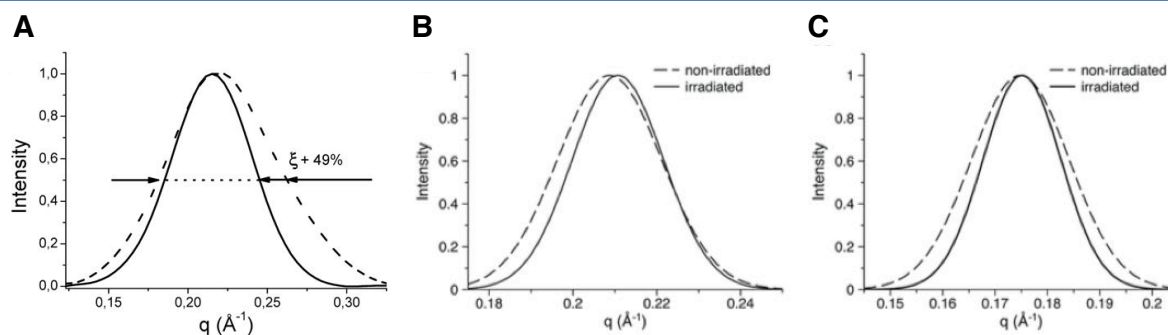 A
Intensity
1,0
0,8
0,6
0,4
0,2
0,0
ξ + 49%
0,15
0,20
0,25
0,30
q (Å⁻¹)
B
Intensity
1
0.8
0.6
0.4
0.2
0
non-irradiated
irradiated
0.18
0.2
0.22
0.24
q (Å⁻¹)
C
Intensity
1
0.8
0.6
0.4
0.2
0
non-irradiated
irradiated
0.15
0.16
0.17
0.18
0.19
0.2
q (Å⁻¹)